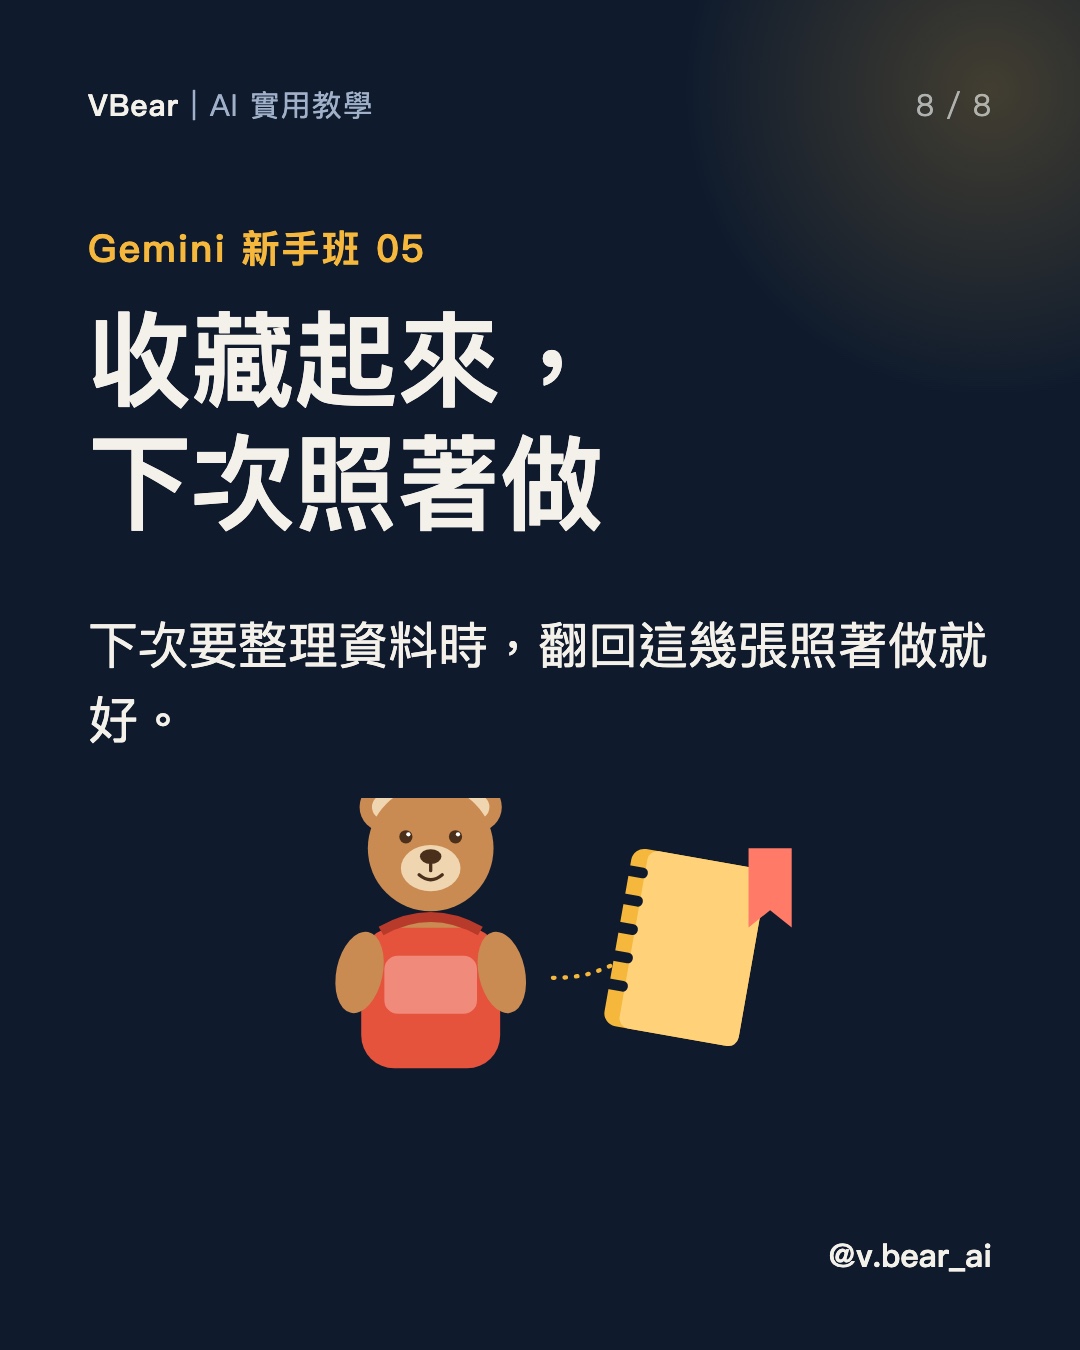 VBear | AI 實用教學
8 / 8
Gemini 新手班 05
收藏起來，
下次照著做
下次要整理資料時，翻回這幾張照著做就
好。
@v.bear_ai